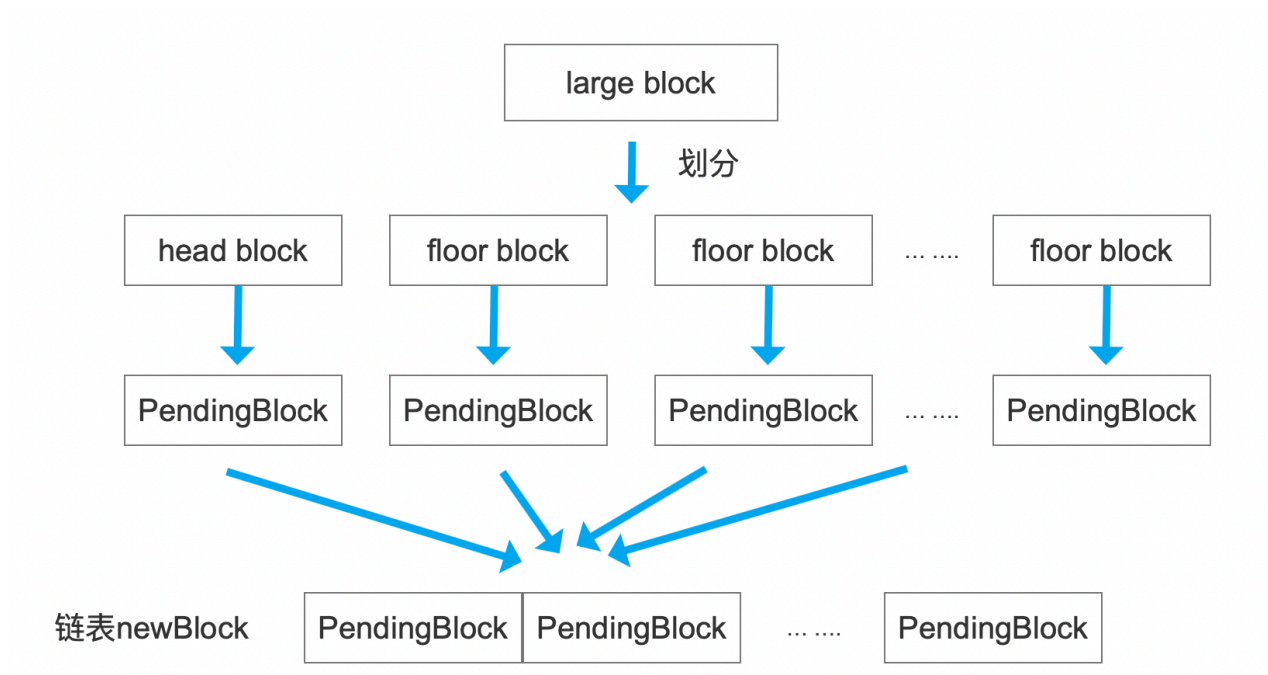 large block
划分
head block floor block floor block ... .... floor block
PendingBlock PendingBlock PendingBlock ... .... PendingBlock
链表newBlock PendingBlock PendingBlock ... .... PendingBlock